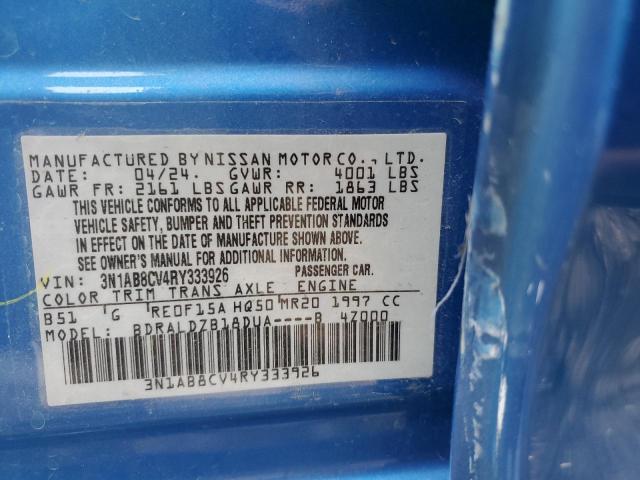 MANUFACTURED BY NISSAN MOTOR CO., LTD.
DATE: 04/24. GVWR: 4001 LBS
GAWR FR: 2161 LBS GAWR RR: 1863 LBS
THIS VEHICLE CONFORMS TO ALL APPLICABLE FEDERAL MOTOR
VEHICLE SAFETY, BUMPER AND THEFT PREVENTION STANDARDS
IN EFFECT ON THE DATE OF MANUFACTURE SHOWN ABOVE.
SEE OWNER'S MANUAL FOR ADDITIONAL INFORMATION.
VIN: 3N1AB8CV4RY333926 PASSENGER CAR.
COLOR TRIM TRANS AXLE ENGINE
B51 G RE0F15A HQ50 MR20 1997 CC
MODEL: BDRALDZB18DUA----B 47000
3N1AB8CV4RY333926